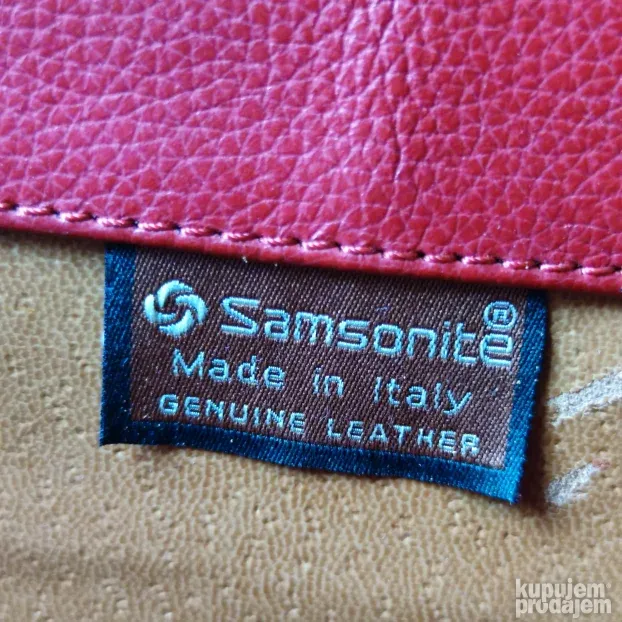 Samsonite®
Made in Italy
GENUINE LEATHER
kupujem
prodajem